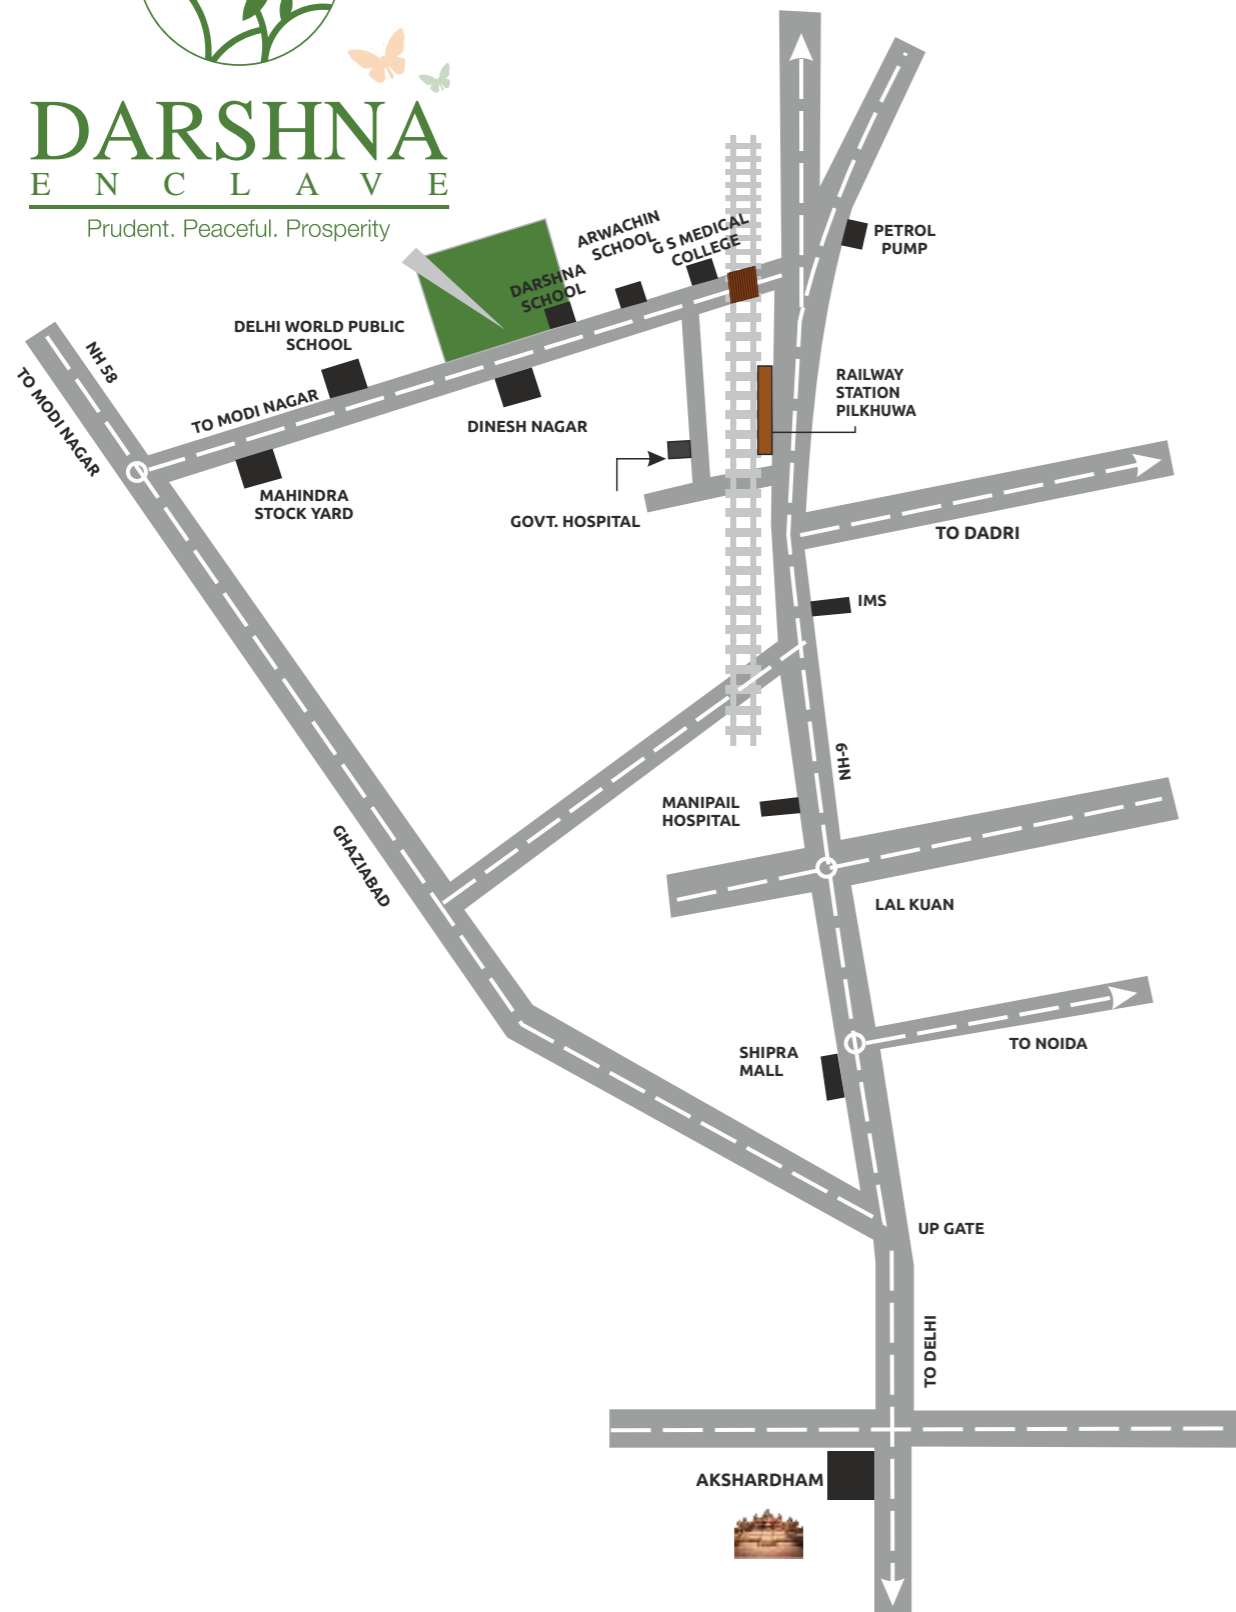 DARSHNA
ENCLAVE
Prudent. Peaceful. Prosperity
ARWACHIN
SCHOOL
G S MEDICAL
COLLEGE
PETROL
PUMP
DARSHNA
SCHOOL
DELHI WORLD PUBLIC
SCHOOL
NH 58
TO MODI NAGAR
TO MODI NAGAR
RAILWAY
STATION
PILKHUWA
DINESH NAGAR
MAHINDRA
STOCK YARD
GOVT. HOSPITAL
TO DADRI
IMS
NH-9
MANIPAIL
HOSPITAL
GHAZIABAD
LAL KUAN
SHIPRA
MALL
TO NOIDA
UP GATE
TO DELHI
AKSHARDHAM